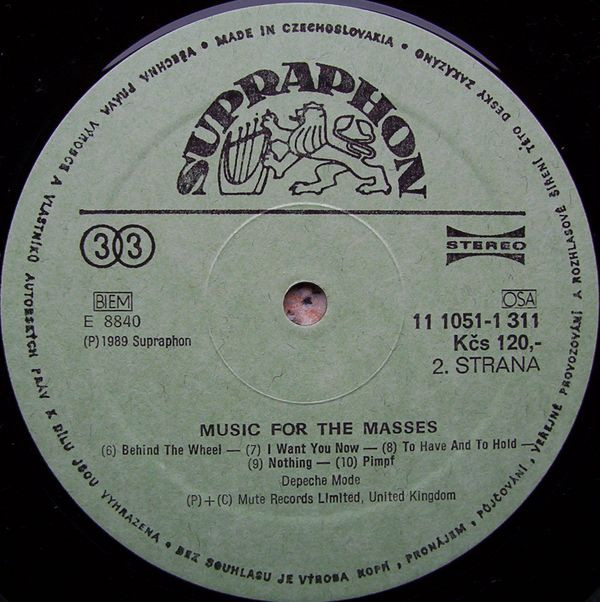 VŠECHNA PRÁVA VÝROBCE A VLASTNÍKŮ AUTORSKÝCH PRÁV K DÍLU JSOU VYHRAZENA • BEZ SOUHLASU JE VÝROBA KOPIÍ, PRONÁJEM, PŮJČOVÁNÍ, VEŘEJNÉ PROVOZOVÁNÍ A ROZHLASOVÉ ŠÍŘENÍ TÉTO DESKY ZAKÁZÁNO • MADE IN CZECHOSLOVAKIA •
SUPRAPHON
33
STEREO
BIEM
OSA
E 8840
11 1051-1 311
(P) 1989 Supraphon
Kčs 120,-
2. STRANA
MUSIC FOR THE MASSES
(6) Behind The Wheel — (7) I Want You Now — (8) To Have And To Hold —
(9) Nothing — (10) Pimpf
Depeche Mode
(P) + (C) Mute Records Limited, United Kingdom